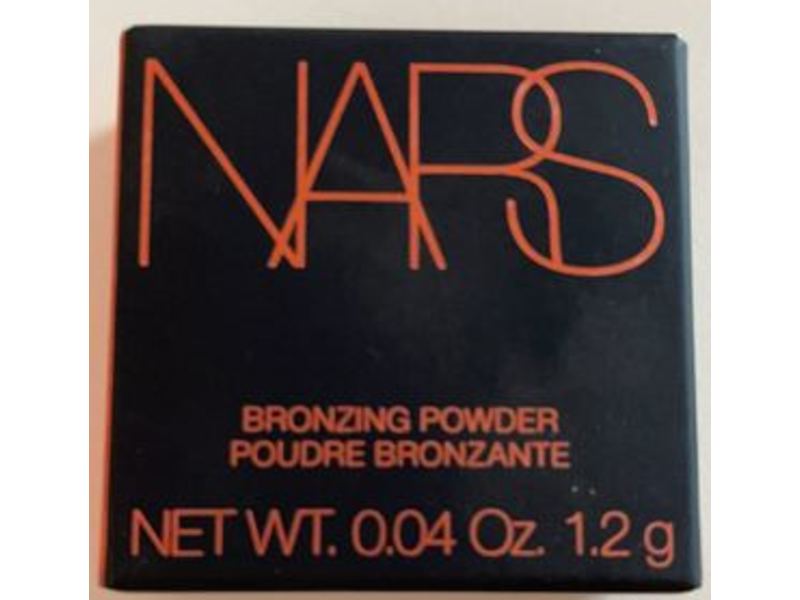 NARS
BRONZING POWDER
POUDRE BRONZANTE
NET WT. 0.04 Oz. 1.2 g